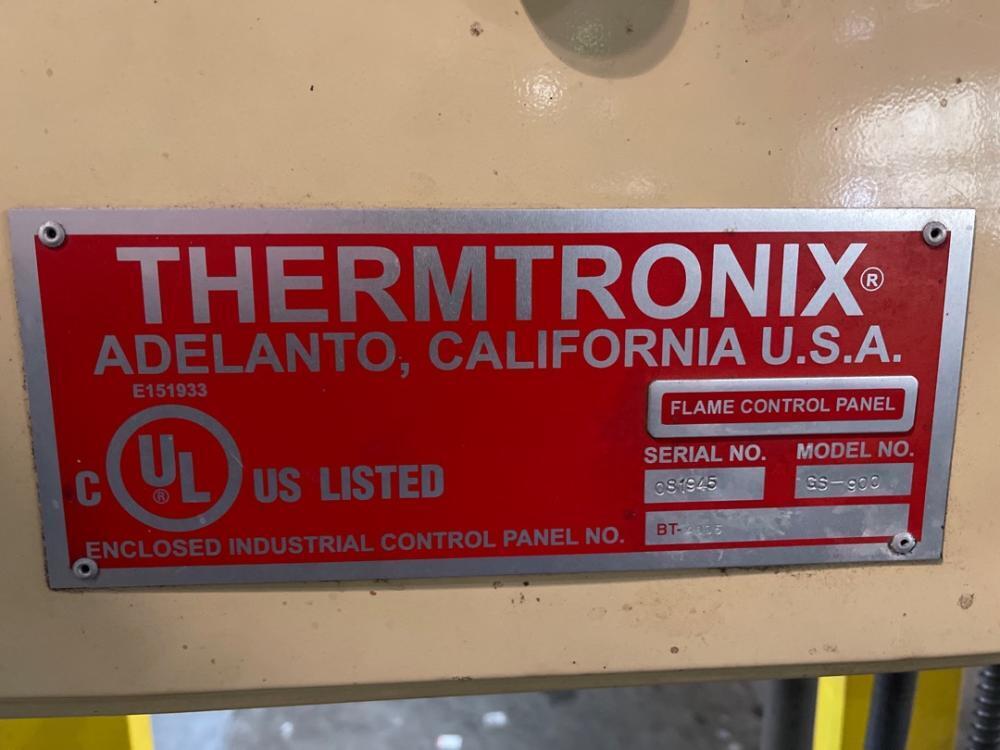 THERMTRONIX®
ADELANTO, CALIFORNIA U.S.A.
E151933
C UL® US LISTED
FLAME CONTROL PANEL
SERIAL NO. MODEL NO.
081945 GS-900
ENCLOSED INDUSTRIAL CONTROL PANEL NO. BT-